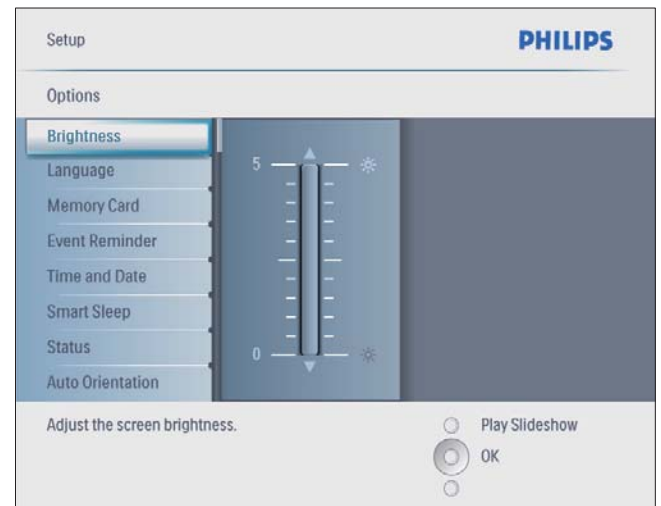 Setup
PHILIPS
Options
Brightness
Language
Memory Card
Event Reminder
Time and Date
Smart Sleep
Status
Auto Orientation
5
0
Adjust the screen brightness.
Play Slideshow
OK